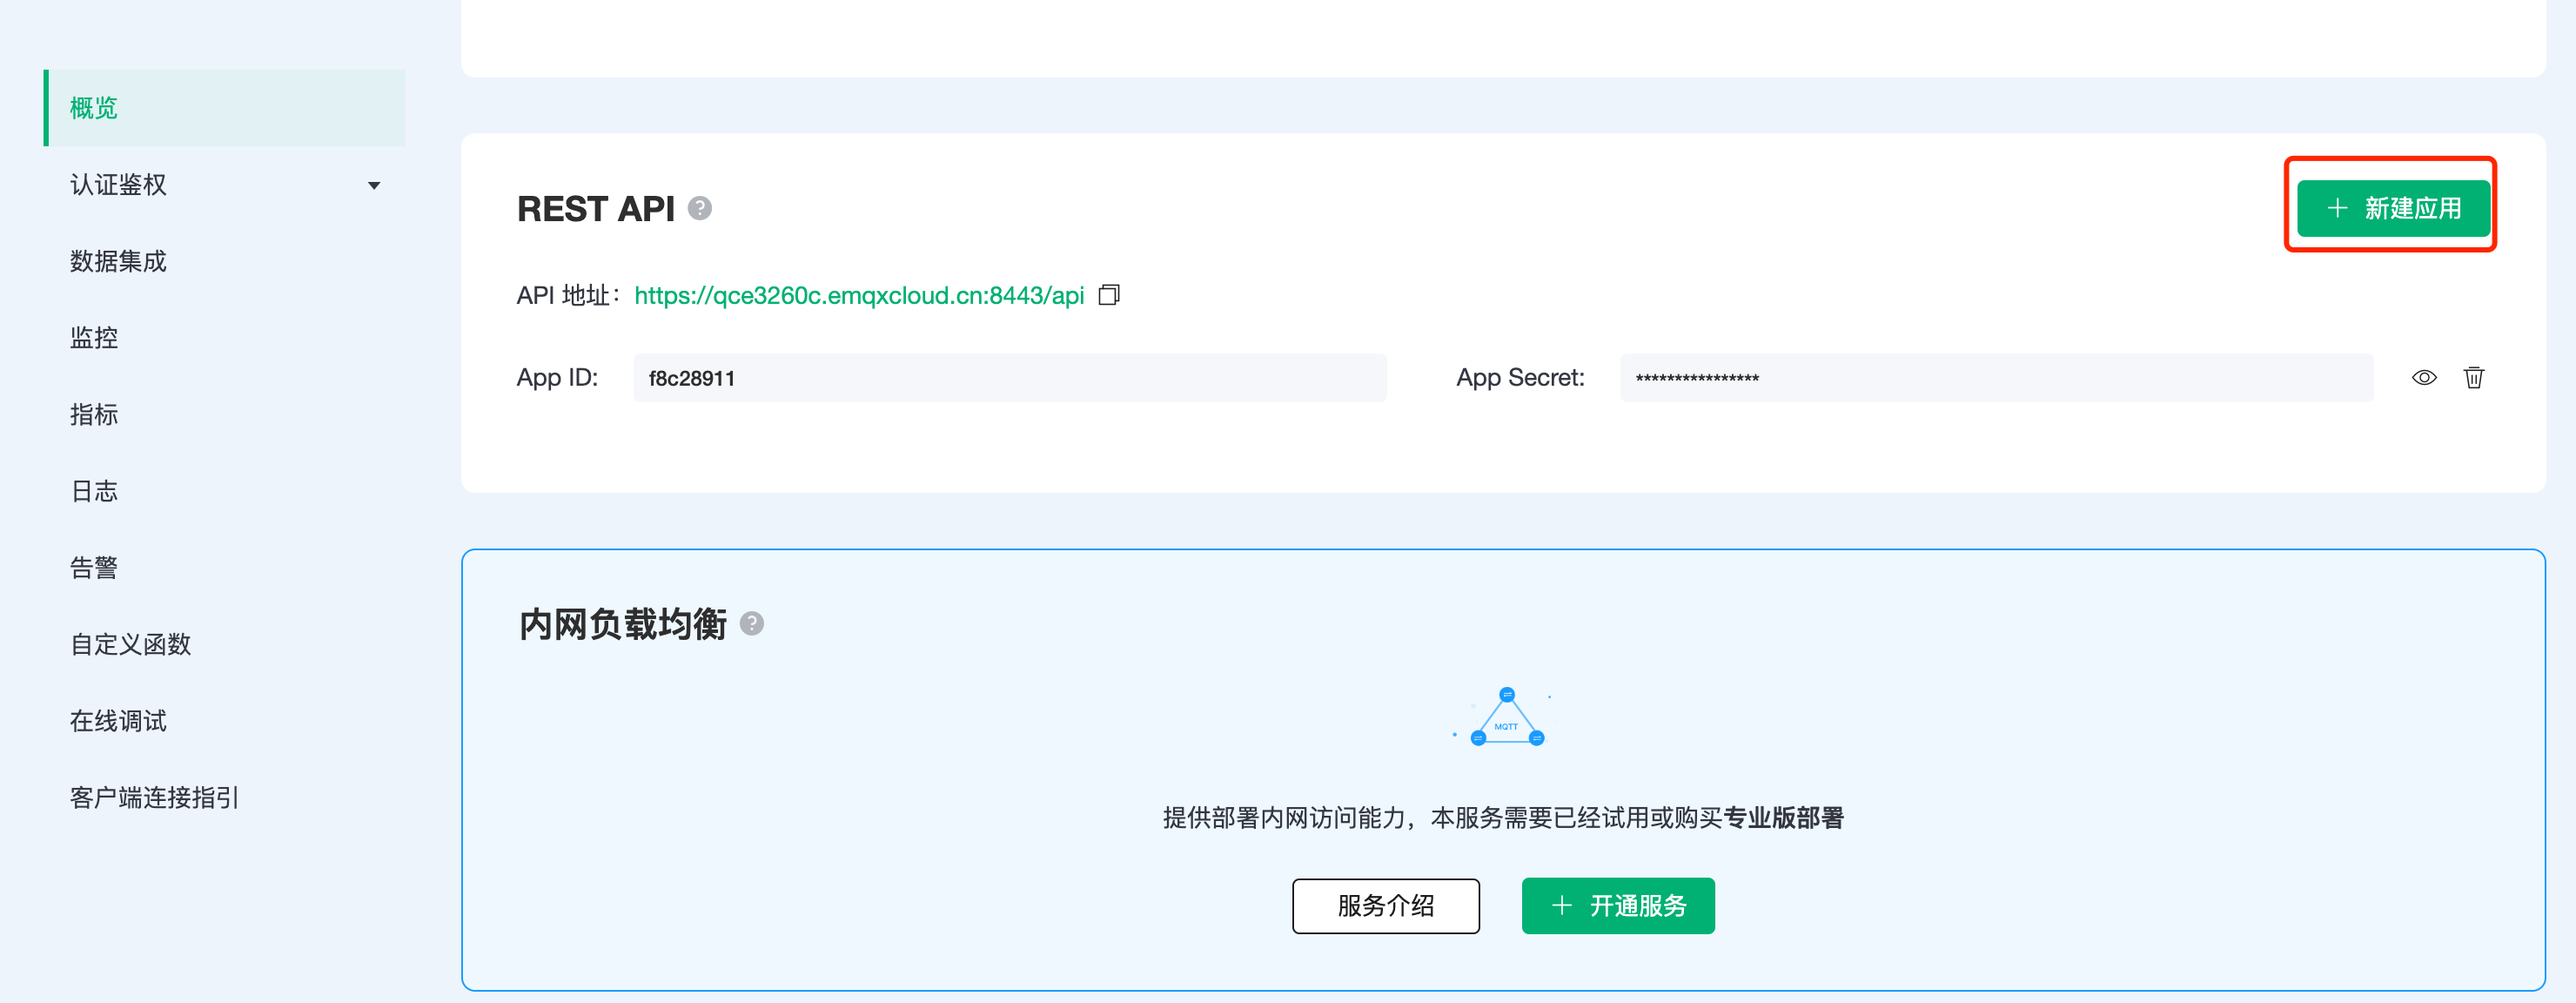 概览
认证鉴权
数据集成
监控
指标
日志
告警
自定义函数
在线调试
客户端连接指引
REST API ?
+ 新建应用
API 地址： https://qce3260c.emqxcloud.cn:8443/api
App ID: f8c28911 App Secret: ****************
内网负载均衡 ?
MQTT
提供部署内网访问能力，本服务需要已经试用或购买专业版部署
服务介绍 + 开通服务